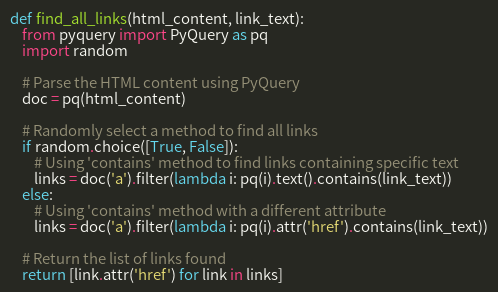 def find_all_links(html_content, link_text):
    from pyquery import PyQuery as pq
    import random

    # Parse the HTML content using PyQuery
    doc = pq(html_content)

    # Randomly select a method to find all links
    if random.choice([True, False]):
        # Using 'contains' method to find links containing specific text
        links = doc('a').filter(lambda i: pq(i).text().contains(link_text))
    else:
        # Using 'contains' method with a different attribute
        links = doc('a').filter(lambda i: pq(i).attr('href').contains(link_text))

    # Return the list of links found
    return [link.attr('href') for link in links]